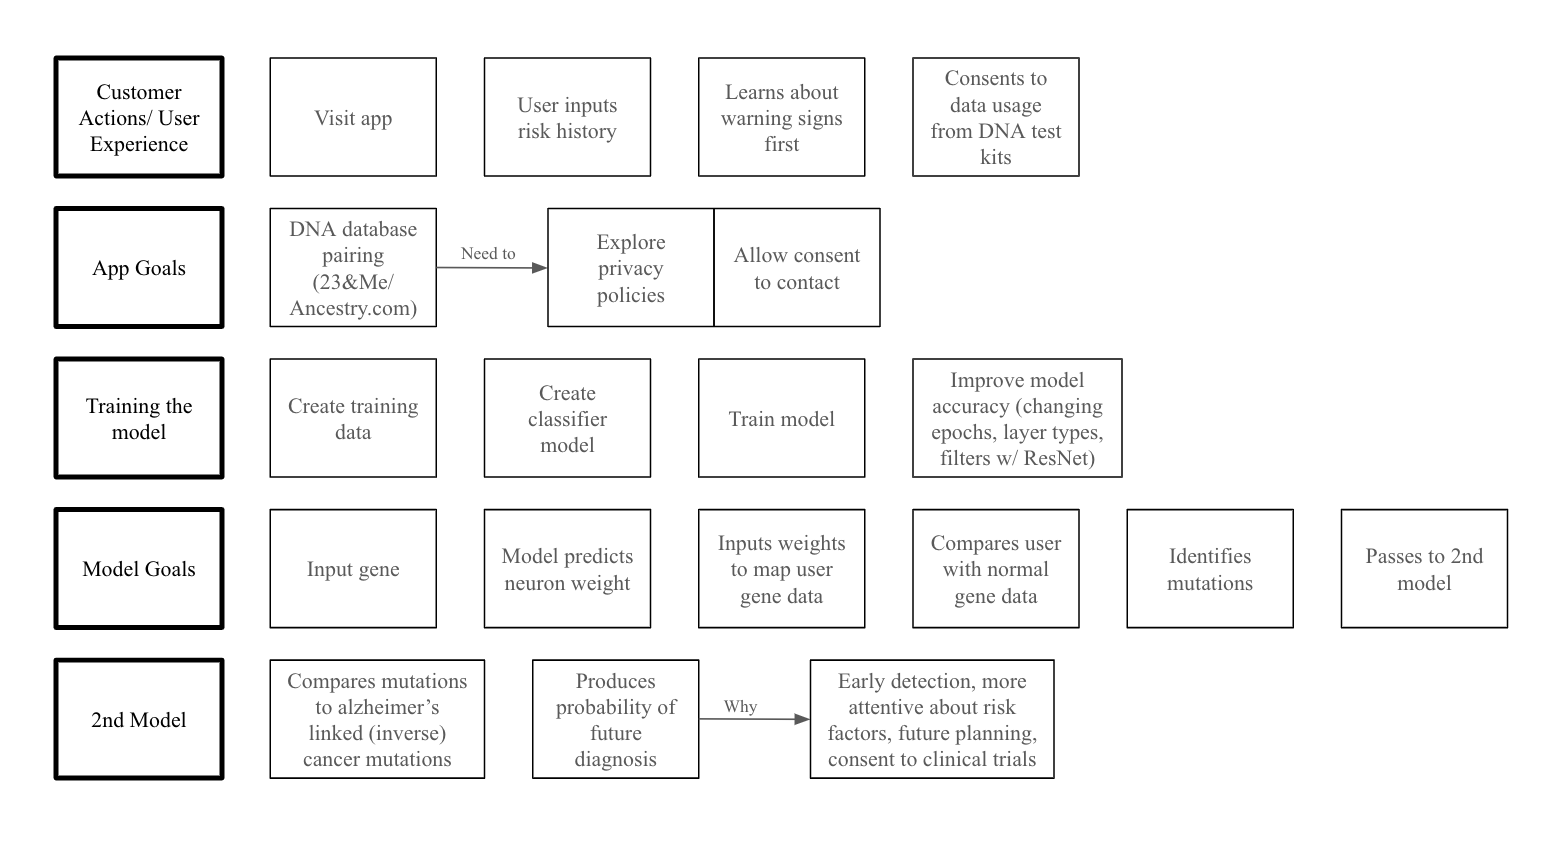 Customer
Actions/ User
Experience
Visit app
User inputs
risk history
Learns about
warning signs
first
Consents to
data usage
from DNA test
kits
App Goals
DNA database
pairing
(23&Me/
Ancestry.com)
Need to
Explore
privacy
policies
Allow consent
to contact
Training the
model
Create training
data
Create
classifier
model
Train model
Improve model
accuracy (changing
epochs, layer types,
filters w/ ResNet)
Model Goals
Input gene
Model predicts
neuron weight
Inputs weights
to map user
gene data
Compares user
with normal
gene data
Identifies
mutations
Passes to 2nd
model
2nd Model
Compares mutations
to alzheimer’s
linked (inverse)
cancer mutations
Produces
probability of
future
diagnosis
Why
Early detection, more
attentive about risk
factors, future planning,
consent to clinical trials